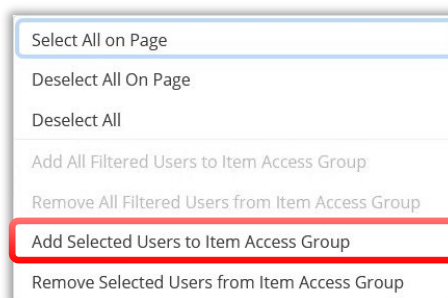 Select All on Page
Deselect All On Page
Deselect All
Add All Filtered Users to Item Access Group
Remove All Filtered Users from Item Access Group
Add Selected Users to Item Access Group
Remove Selected Users from Item Access Group